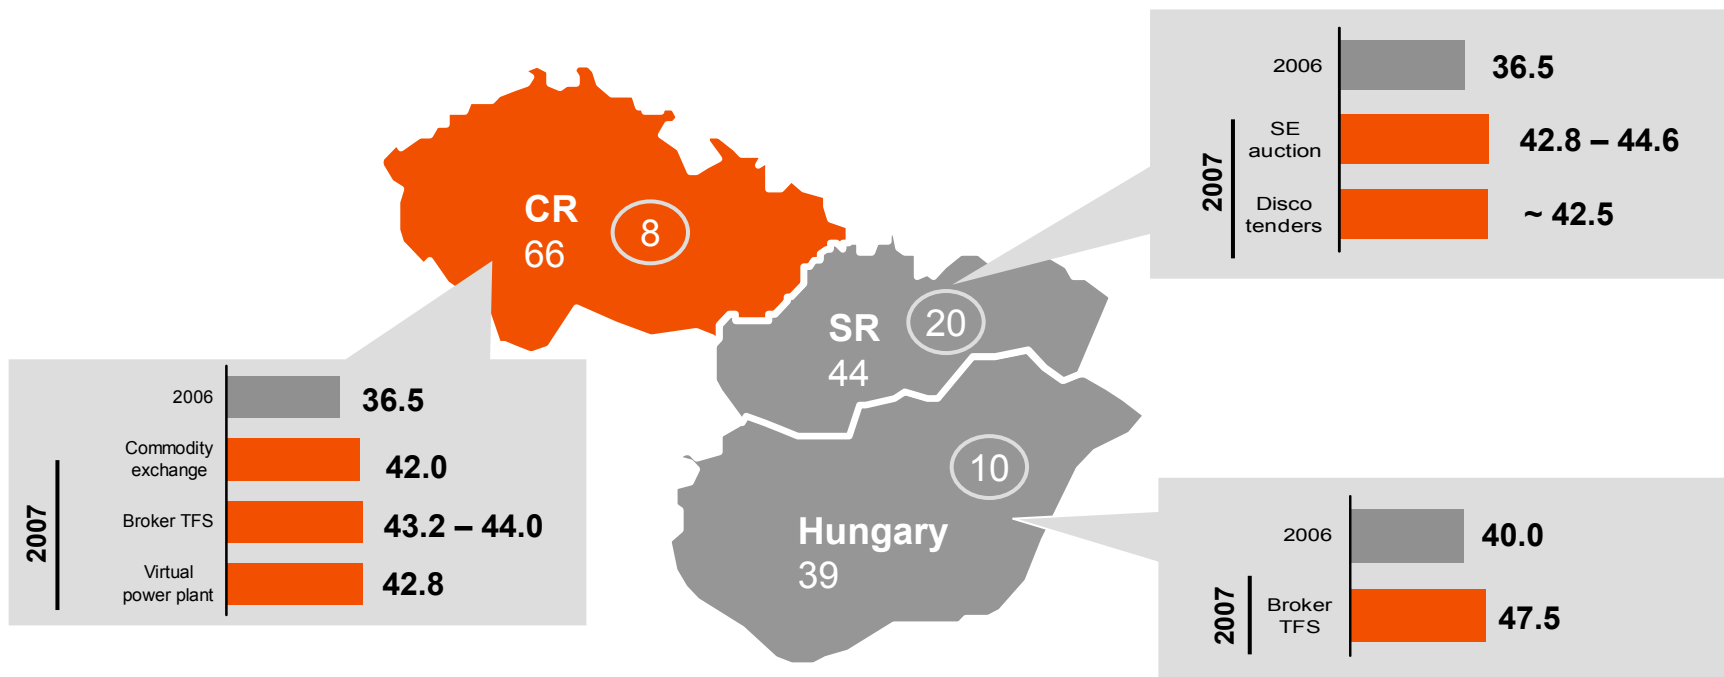 CR
66
8
SR
44
20
Hungary
39
10
2006
36.5
2007
SE
auction
42.8 – 44.6
Disco
tenders
~ 42.5
2006
36.5
2007
Commodity
exchange
42.0
Broker TFS
43.2 – 44.0
Virtual
power plant
42.8
2006
40.0
2007
Broker
TFS
47.5